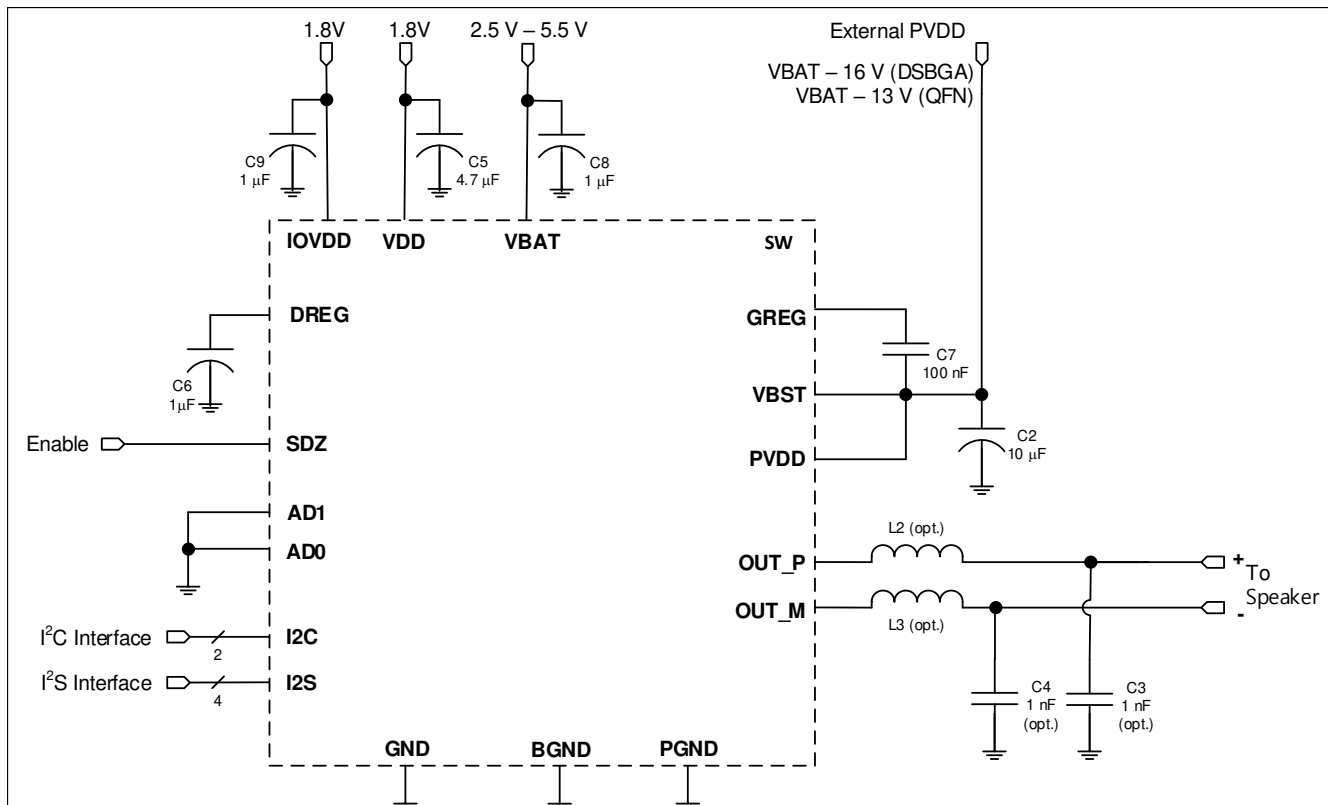 1.8V
1.8V
2.5 V – 5.5 V
External PVDD
VBAT – 16 V (DSBGA)
VBAT – 13 V (QFN)
C9
1 μF
C5
4.7 μF
C8
1 μF
IOVDD
VDD
VBAT
SW
DREG
GREG
C6
1μF
C7
100 nF
VBST
Enable
SDZ
PVDD
C2
10 μF
AD1
AD0
L2 (opt.)
OUT_P
+
To
Speaker
-
OUT_M
L3 (opt.)
I²C Interface
2
I2C
I²S Interface
4
I2S
C4
1 nF
(opt.)
C3
1 nF
(opt.)
GND
BGND
PGND